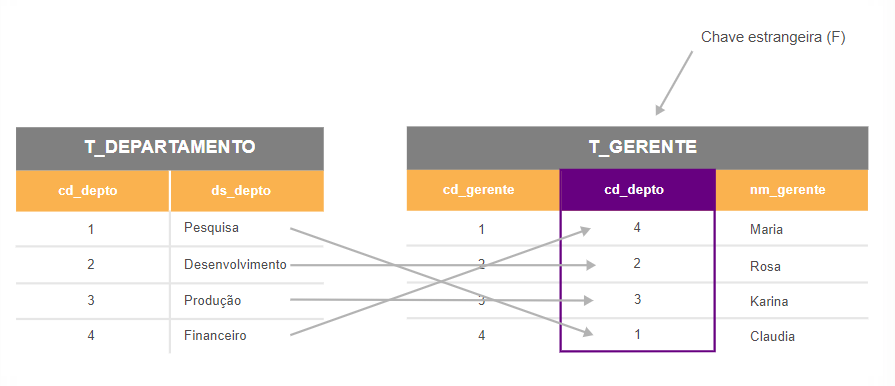 Chave estrangeira (F)
T_DEPARTAMENTO
cd_depto ds_depto
1 Pesquisa
2 Desenvolvimento
3 Produção
4 Financeiro
T_GERENTE
cd_gerente cd_depto nm_gerente
1 4 Maria
2 2 Rosa
3 3 Karina
4 1 Claudia